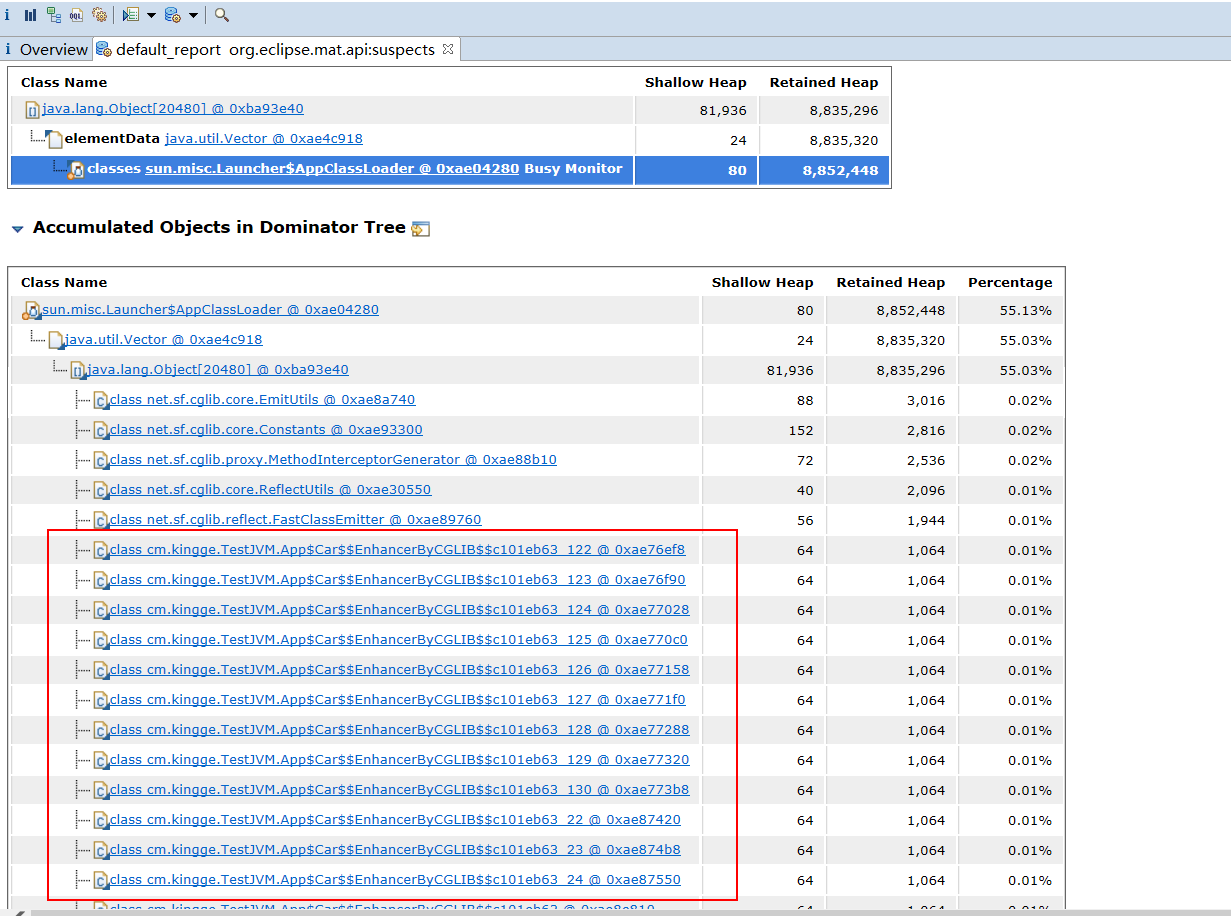 i OQL
i Overview default_report org.eclipse.mat.api:suspects
Class Name Shallow Heap Retained Heap
java.lang.Object[20480] @ 0xba93e40 81,936 8,835,296
elementData java.util.Vector @ 0xae4c918 24 8,835,320
classes sun.misc.Launcher$AppClassLoader @ 0xae04280 Busy Monitor 80 8,852,448
Accumulated Objects in Dominator Tree
Class Name Shallow Heap Retained Heap Percentage
sun.misc.Launcher$AppClassLoader @ 0xae04280 80 8,852,448 55.13%
java.util.Vector @ 0xae4c918 24 8,835,320 55.03%
java.lang.Object[20480] @ 0xba93e40 81,936 8,835,296 55.03%
class net.sf.cglib.core.EmitUtils @ 0xae8a740 88 3,016 0.02%
class net.sf.cglib.core.Constants @ 0xae93300 152 2,816 0.02%
class net.sf.cglib.proxy.MethodInterceptorGenerator @ 0xae88b10 72 2,536 0.02%
class net.sf.cglib.core.ReflectUtils @ 0xae30550 40 2,096 0.01%
class net.sf.cglib.reflect.FastClassEmitter @ 0xae89760 56 1,944 0.01%
class cm.kingge.TestJVM.App$Car$$EnhancerByCGLIB$$c101eb63_122 @ 0xae76ef8 64 1,064 0.01%
class cm.kingge.TestJVM.App$Car$$EnhancerByCGLIB$$c101eb63_123 @ 0xae76f90 64 1,064 0.01%
class cm.kingge.TestJVM.App$Car$$EnhancerByCGLIB$$c101eb63_124 @ 0xae77028 64 1,064 0.01%
class cm.kingge.TestJVM.App$Car$$EnhancerByCGLIB$$c101eb63_125 @ 0xae770c0 64 1,064 0.01%
class cm.kingge.TestJVM.App$Car$$EnhancerByCGLIB$$c101eb63_126 @ 0xae77158 64 1,064 0.01%
class cm.kingge.TestJVM.App$Car$$EnhancerByCGLIB$$c101eb63_127 @ 0xae771f0 64 1,064 0.01%
class cm.kingge.TestJVM.App$Car$$EnhancerByCGLIB$$c101eb63_128 @ 0xae77288 64 1,064 0.01%
class cm.kingge.TestJVM.App$Car$$EnhancerByCGLIB$$c101eb63_129 @ 0xae77320 64 1,064 0.01%
class cm.kingge.TestJVM.App$Car$$EnhancerByCGLIB$$c101eb63_130 @ 0xae773b8 64 1,064 0.01%
class cm.kingge.TestJVM.App$Car$$EnhancerByCGLIB$$c101eb63_22 @ 0xae87420 64 1,064 0.01%
class cm.kingge.TestJVM.App$Car$$EnhancerByCGLIB$$c101eb63_23 @ 0xae874b8 64 1,064 0.01%
class cm.kingge.TestJVM.App$Car$$EnhancerByCGLIB$$c101eb63_24 @ 0xae87550 64 1,064 0.01%